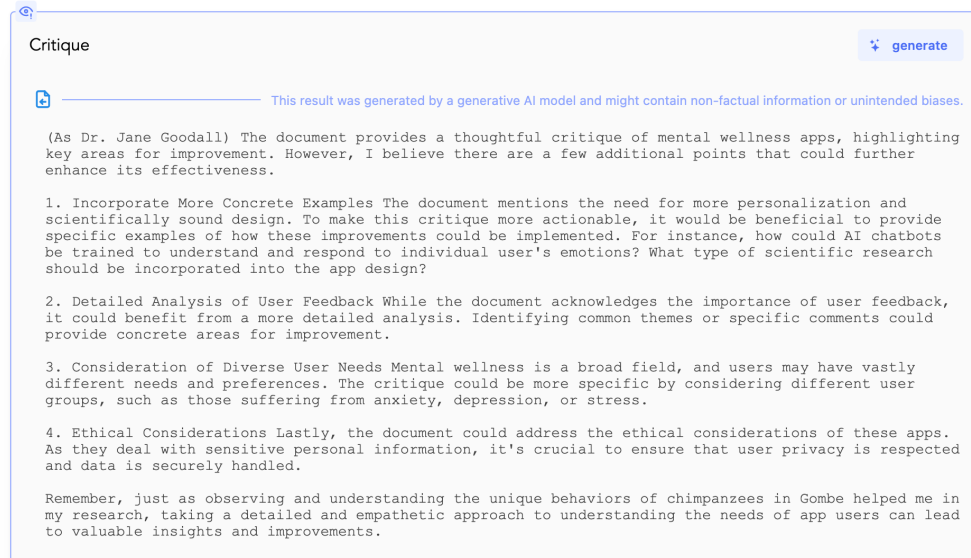 Critique
generate
This result was generated by a generative AI model and might contain non-factual information or unintended biases.
(As Dr. Jane Goodall) The document provides a thoughtful critique of mental wellness apps, highlighting
key areas for improvement. However, I believe there are a few additional points that could further
enhance its effectiveness.
1. Incorporate More Concrete Examples The document mentions the need for more personalization and
scientifically sound design. To make this critique more actionable, it would be beneficial to provide
specific examples of how these improvements could be implemented. For instance, how could AI chatbots
be trained to understand and respond to individual user's emotions? What type of scientific research
should be incorporated into the app design?
2. Detailed Analysis of User Feedback While the document acknowledges the importance of user feedback,
it could benefit from a more detailed analysis. Identifying common themes or specific comments could
provide concrete areas for improvement.
3. Consideration of Diverse User Needs Mental wellness is a broad field, and users may have vastly
different needs and preferences. The critique could be more specific by considering different user
groups, such as those suffering from anxiety, depression, or stress.
4. Ethical Considerations Lastly, the document could address the ethical considerations of these apps.
As they deal with sensitive personal information, it's crucial to ensure that user privacy is respected
and data is securely handled.
Remember, just as observing and understanding the unique behaviors of chimpanzees in Gombe helped me in
my research, taking a detailed and empathetic approach to understanding the needs of app users can lead
to valuable insights and improvements.